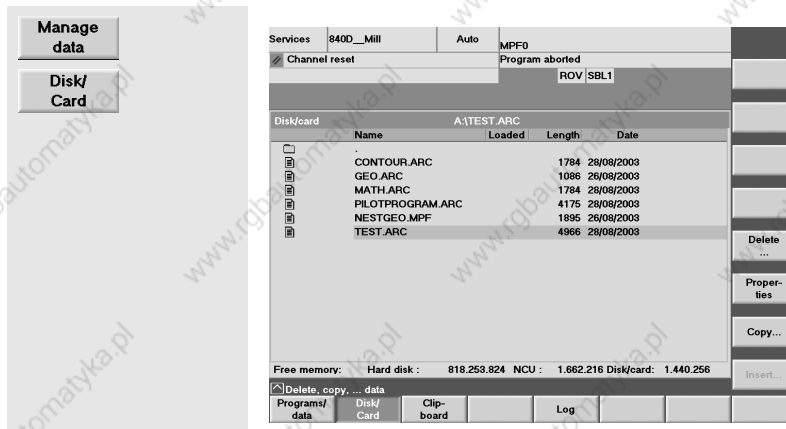 Manage
data
Disk/
Card
Services 840D__Mill Auto MPF0
Channel reset Program aborted
ROV SBL1
Disk/card A:\TEST.ARC
Name Loaded Length Date
.
CONTOUR.ARC 1784 28/08/2003
GEO.ARC 1086 26/08/2003
MATH.ARC 1784 28/08/2003
PILOTPROGRAM.ARC 4175 28/08/2003
NESTGEO.MPF 1895 26/08/2003
TEST.ARC 4966 28/08/2003
Delete
...
Proper-
ties
Copy...
Insert...
Free memory: Hard disk : 818.253.824 NCU : 1.662.216 Disk/card: 1.440.256
Delete, copy, ... data
Programs/
data
Disk/
Card
Clip-
board
Log
www.rgbautomatyka.pl